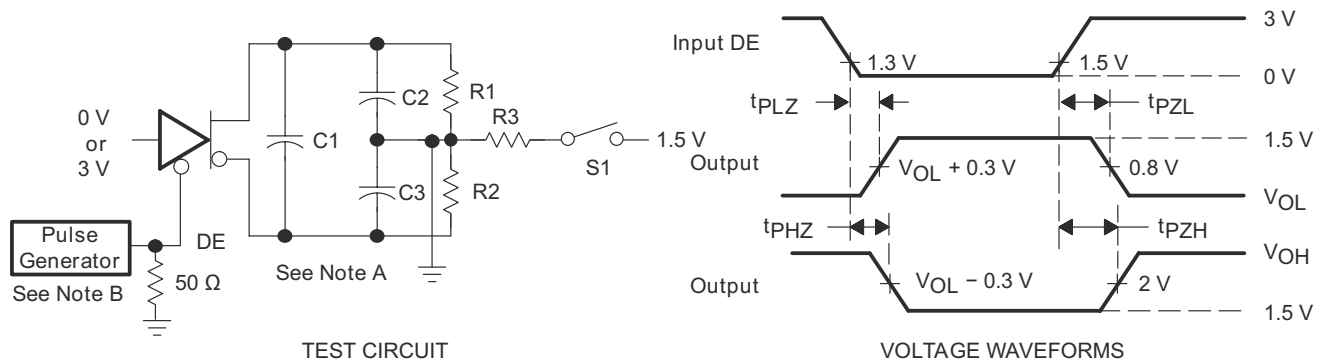 0 V
or
3 V
Pulse
Generator
See Note B
50 Ω
DE
C1
C2
C3
R1
R2
R3
S1
1.5 V
See Note A
TEST CIRCUIT
Input DE
1.3 V
1.5 V
3 V
0 V
tPLZ
tPZL
Output
VOL + 0.3 V
0.8 V
1.5 V
VOL
tPHZ
tPZH
Output
VOL − 0.3 V
2 V
VOH
1.5 V
VOLTAGE WAVEFORMS